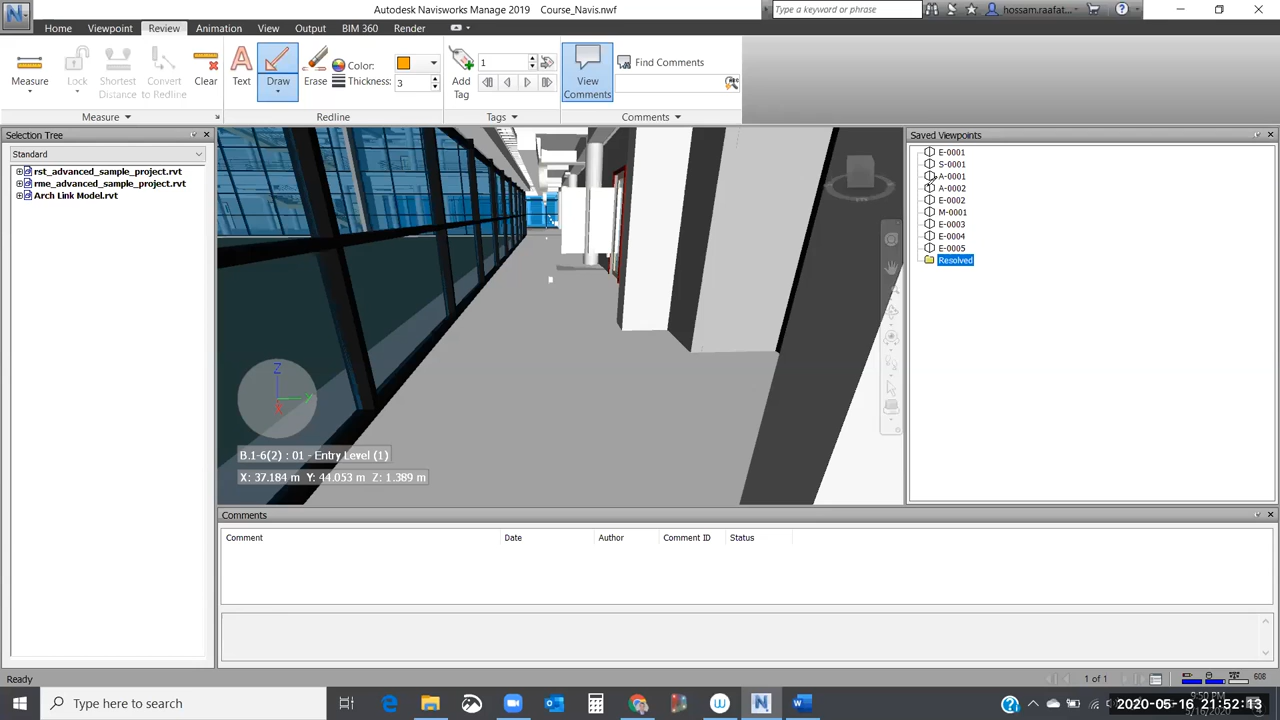 Autodesk Navisworks Manage 2019 Course_Navis.nwf
Type a keyword or phrase
hossam.raafat...
Home Viewpoint Review Animation View Output BIM 360 Render
Measure
Lock
Shortest Distance
Convert to Redline
Clear
Measure
Text
Draw
Erase
Color:
Thickness: 3
Redline
Add Tag
1
Tags
View Comments
Find Comments
Comments
Selection Tree
Standard
rst_advanced_sample_project.rvt
rme_advanced_sample_project.rvt
Arch Link Model.rvt
Z
Y
X
B.1-6(2) : 01 - Entry Level (1)
X: 37.184 m Y: 44.053 m Z: 1.389 m
Saved Viewpoints
E-0001
S-0001
A-0001
A-0002
E-0002
M-0001
E-0003
E-0004
E-0005
Resolved
Comments
Comment Date Author Comment ID Status
Ready
1 of 1
608
Type here to search
9:50 PM
2020-05-16 21:52:13